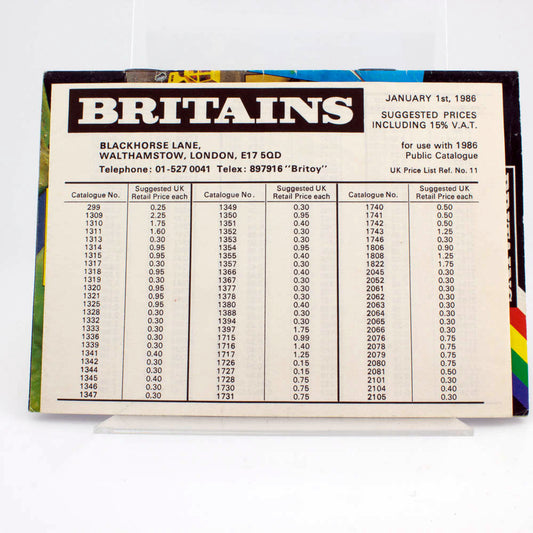 BRITAINS
JANUARY 1st, 1986
SUGGESTED PRICES
INCLUDING 15% V.A.T.
BLACKHORSE LANE,
WALTHAMSTOW, LONDON, E17 5QD
Telephone: 01-527 0041 Telex: 897916 "Britoy"
for use with 1986
Public Catalogue
UK Price List Ref. No. 11
Catalogue No. Suggested UK Retail Price each Catalogue No. Suggested UK Retail Price each Catalogue No. Suggested UK Retail Price each
299 0.25 1349 0.30 1740 0.50
1309 2.25 1350 0.95 1741 0.50
1310 1.75 1351 0.40 1742 0.50
1311 1.60 1352 0.30 1743 1.25
1313 0.30 1353 0.30 1746 0.30
1314 0.95 1354 0.30 1806 0.90
1315 0.95 1356 0.40 1808 1.25
1317 0.30 1357 0.30 1822 1.75
1318 0.95 1366 0.40 2045 0.30
1319 0.30 1367 0.30 2052 0.30
1320 0.95 1377 0.30 2061 0.30
1321 0.95 1378 0.30 2062 0.30
1325 0.95 1380 0.40 2063 0.30
1328 0.30 1388 0.30 2064 0.30
1332 0.30 1394 0.30 2065 0.30
1333 0.30 1397 1.75 2066 0.30
1336 0.30 1715 0.99 2076 0.75
1339 0.30 1716 1.40 2078 0.75
1341 0.40 1717 1.25 2079 0.75
1342 0.30 1726 0.15 2080 0.75
1344 0.30 1727 0.15 2081 0.50
1345 0.40 1728 0.75 2101 0.30
1346 0.30 1730 0.75 2104 0.40
1347 0.30 1731 0.75 2105 0.30